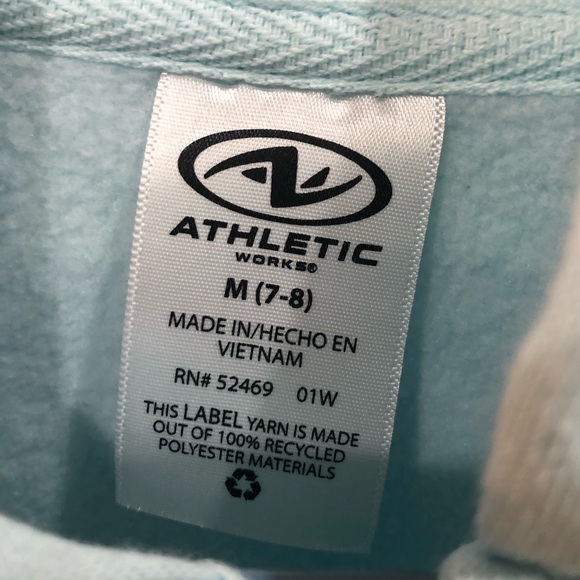 ATHLETIC
WORKS®
M (7-8)
MADE IN/HECHO EN
VIETNAM
RN# 52469 01W
THIS LABEL YARN IS MADE
OUT OF 100% RECYCLED
POLYESTER MATERIALS